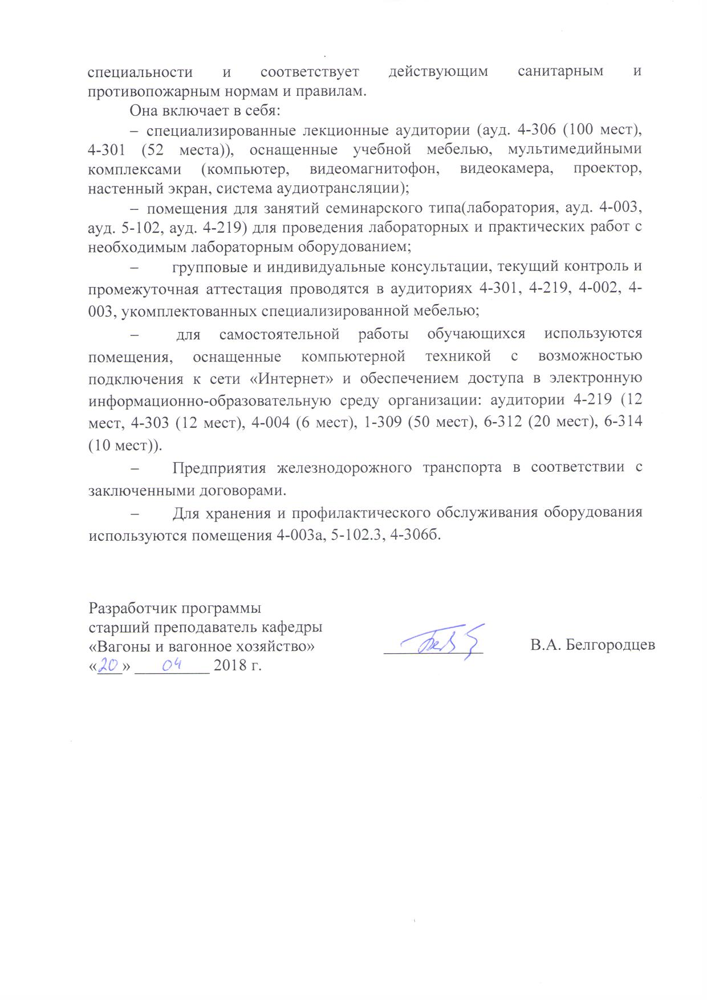 специальности и соответствует действующим санитарным и
противопожарным нормам и правилам.
Она включает в себя:
– специализированные лекционные аудитории (ауд. 4-306 (100 мест),
4-301 (52 места)), оснащенные учебной мебелью, мультимедийными
комплексами (компьютер, видеомагнитофон, видеокамера, проектор,
настенный экран, система аудиотрансляции);
– помещения для занятий семинарского типа(лаборатория, ауд. 4-003,
ауд. 5-102, ауд. 4-219) для проведения лабораторных и практических работ с
необходимым лабораторным оборудованием;
– групповые и индивидуальные консультации, текущий контроль и
промежуточная аттестация проводятся в аудиториях 4-301, 4-219, 4-002, 4-
003, укомплектованных специализированной мебелью;
– для самостоятельной работы обучающихся используются
помещения, оснащенные компьютерной техникой с возможностью
подключения к сети «Интернет» и обеспечением доступа в электронную
информационно-образовательную среду организации: аудитории 4-219 (12
мест, 4-303 (12 мест), 4-004 (6 мест), 1-309 (50 мест), 6-312 (20 мест), 6-314
(10 мест)).
– Предприятия железнодорожного транспорта в соответствии с
заключенными договорами.
– Для хранения и профилактического обслуживания оборудования
используются помещения 4-003а, 5-102.3, 4-306б.
Разработчик программы
старший преподаватель кафедры
«Вагоны и вагонное хозяйство» В.А. Белгородцев
«20» 04 2018 г.